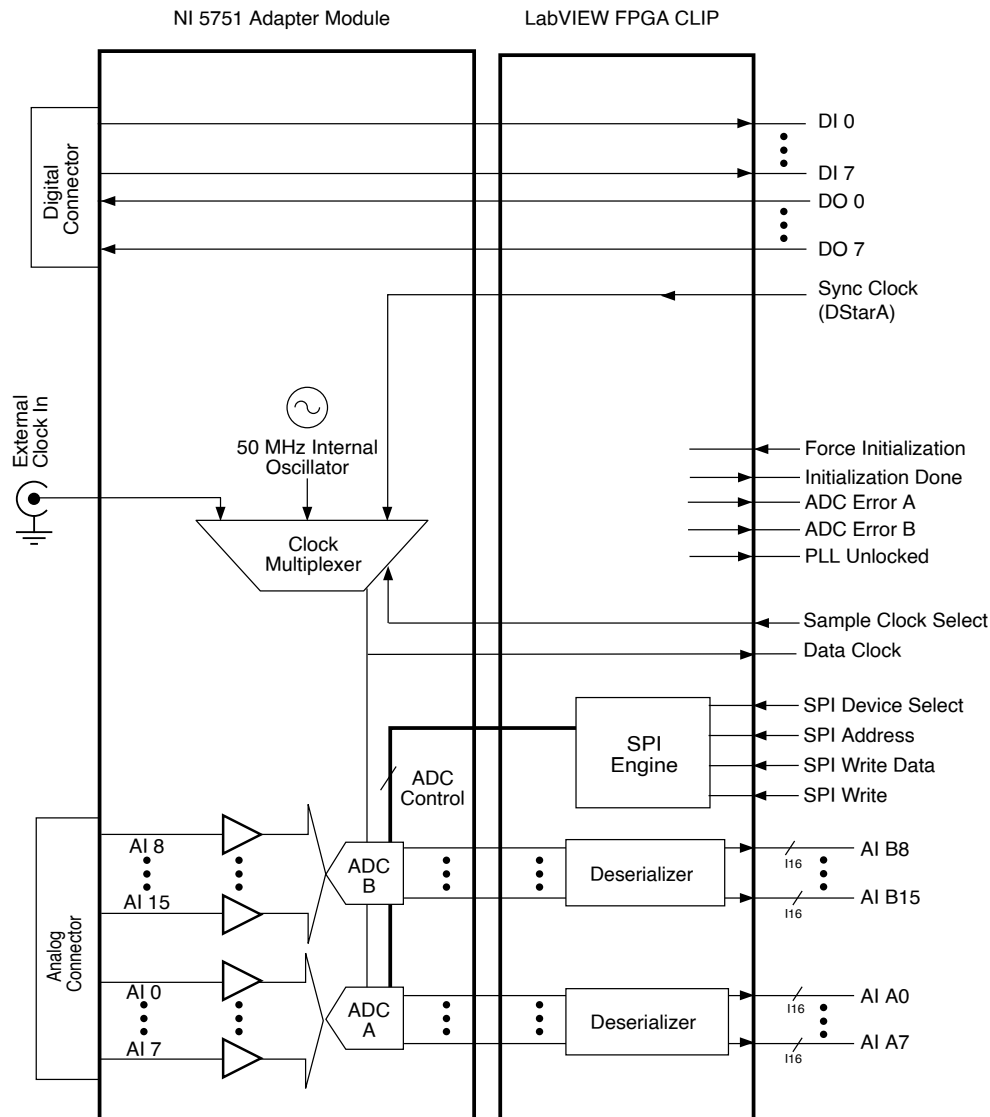 NI 5751 Adapter Module
LabVIEW FPGA CLIP
Digital
Connector
DI 0
DI 7
DO 0
DO 7
Sync Clock
(DStarA)
External
Clock In
50 MHz Internal
Oscillator
Clock
Multiplexer
Force Initialization
Initialization Done
ADC Error A
ADC Error B
PLL Unlocked
Sample Clock Select
Data Clock
SPI
Engine
SPI Device Select
SPI Address
SPI Write Data
SPI Write
ADC
Control
Analog
Connector
AI 8
AI 15
ADC
B
Deserializer
I16
AI B8
I16
AI B15
AI 0
AI 7
ADC
A
Deserializer
I16
AI A0
I16
AI A7